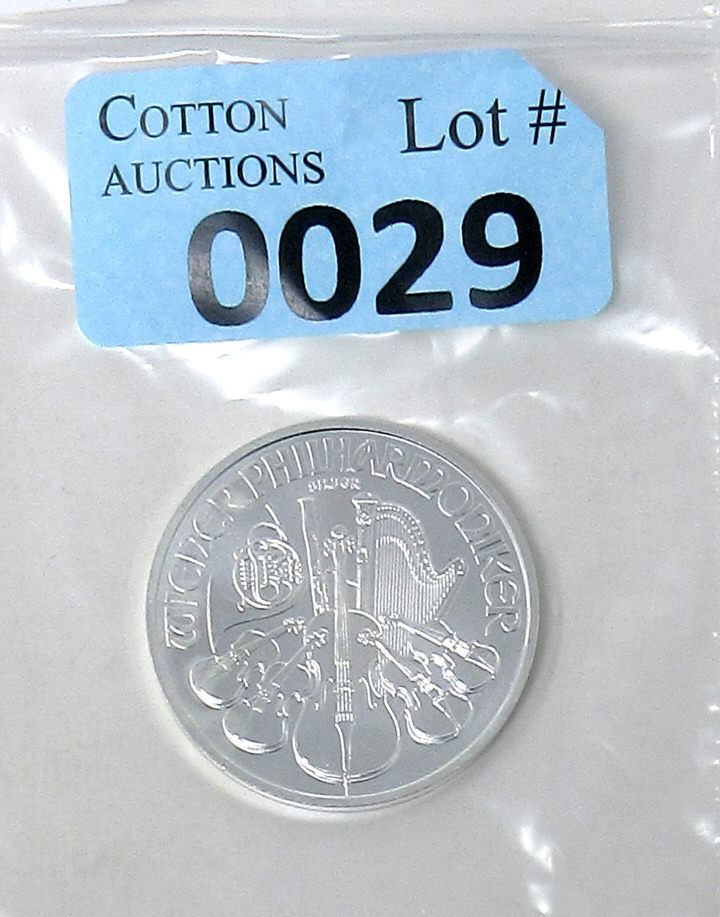 COTTON
AUCTIONS
Lot #
0029
WIENER PHILHARMONIKER
SILBER